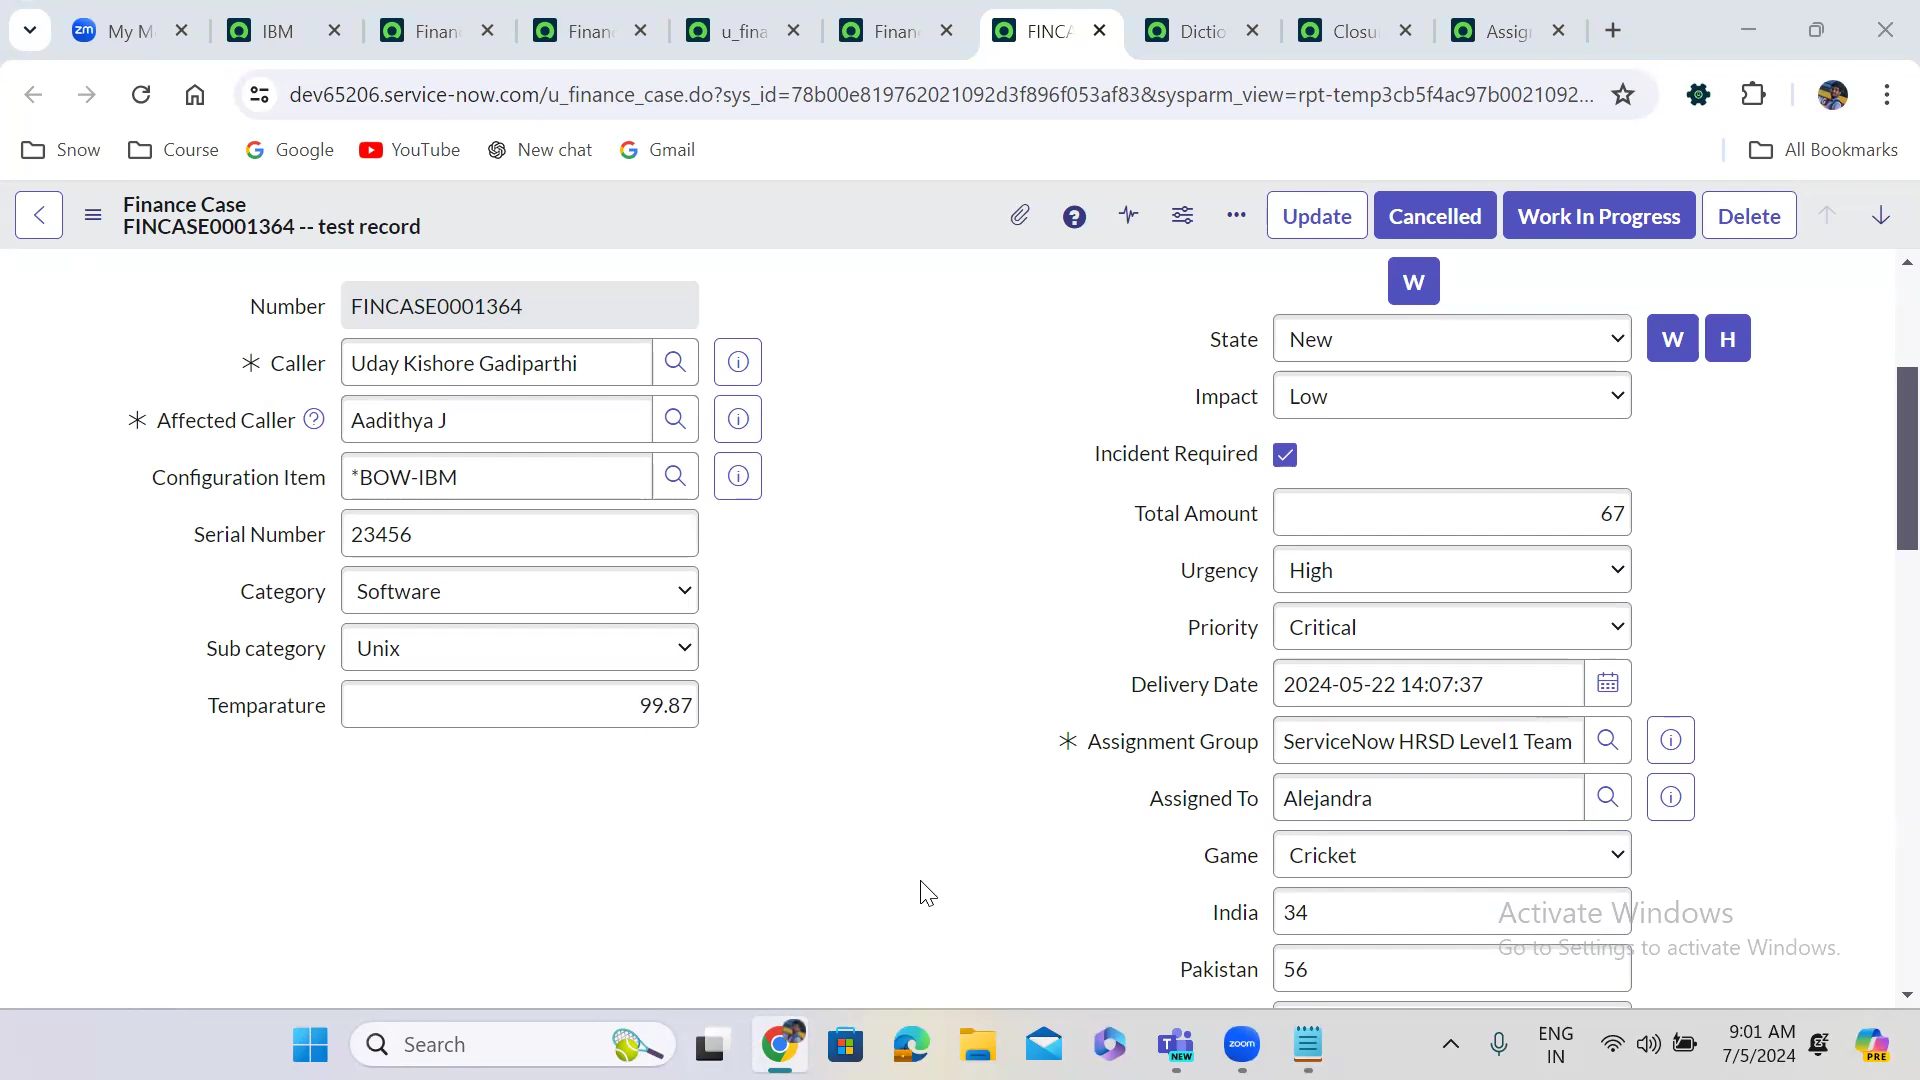 zm My M
IBM
Finan
Finan
u_fina
Finan
FINCA
Dictio
Closu
Assig
dev65206.service-now.com/u_finance_case.do?sys_id=78b00e819762021092d3f896f053af83&sysparm_view=rpt-temp3cb5f4ac97b0021092...
Snow
Course
Google
YouTube
New chat
Gmail
All Bookmarks
Finance Case
FINCASE0001364 -- test record
Update
Cancelled
Work In Progress
Delete
W
Number FINCASE0001364
Caller Uday Kishore Gadiparthi
Affected Caller Aadithya J
Configuration Item *BOW-IBM
Serial Number 23456
Category Software
Sub category Unix
Temparature 99.87
State New W H
Impact Low
Incident Required
Total Amount 67
Urgency High
Priority Critical
Delivery Date 2024-05-22 14:07:37
Assignment Group ServiceNow HRSD Level1 Team
Assigned To Alejandra
Game Cricket
India 34
Pakistan 56
Activate Windows
Go to Settings to activate Windows.
Search
NEW
zoom
ENG
IN
9:01 AM
7/5/2024
PRE